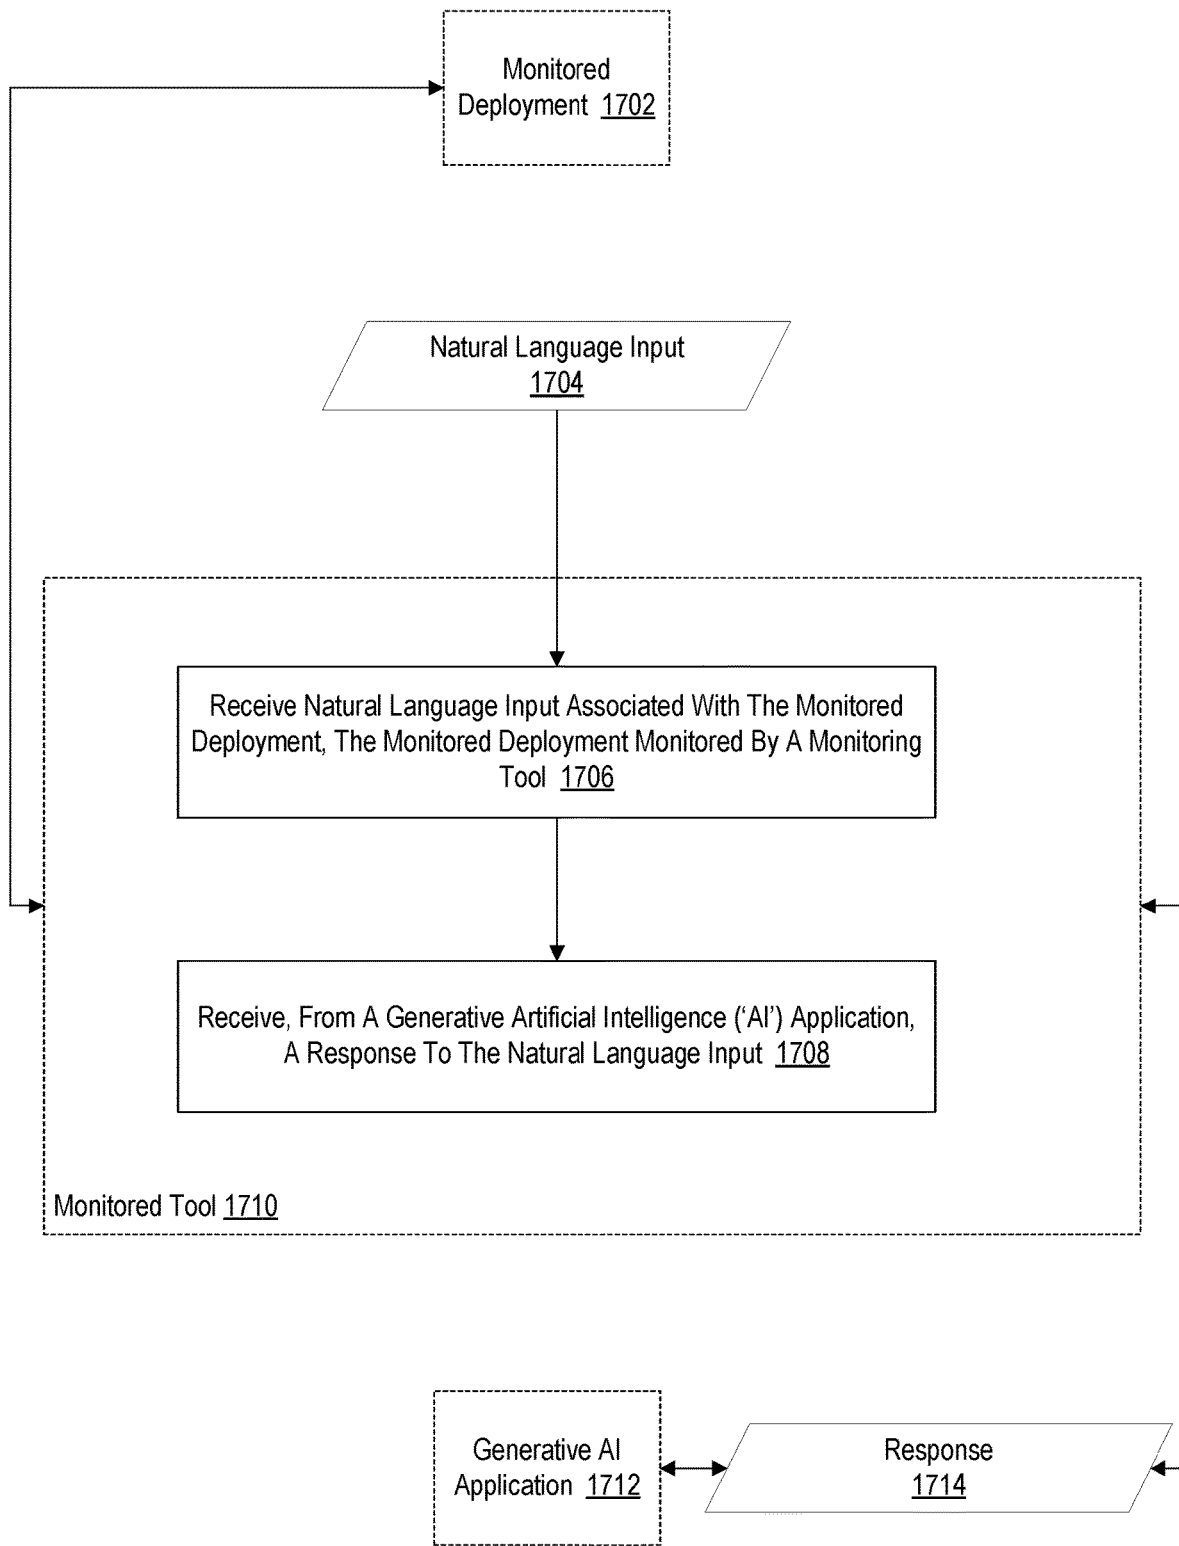 Monitored
Deployment 1702
Natural Language Input
1704
Receive Natural Language Input Associated With The Monitored
Deployment, The Monitored Deployment Monitored By A Monitoring
Tool 1706
Receive, From A Generative Artificial Intelligence (‘AI’) Application,
A Response To The Natural Language Input 1708
Monitored Tool 1710
Generative AI
Application 1712
Response
1714